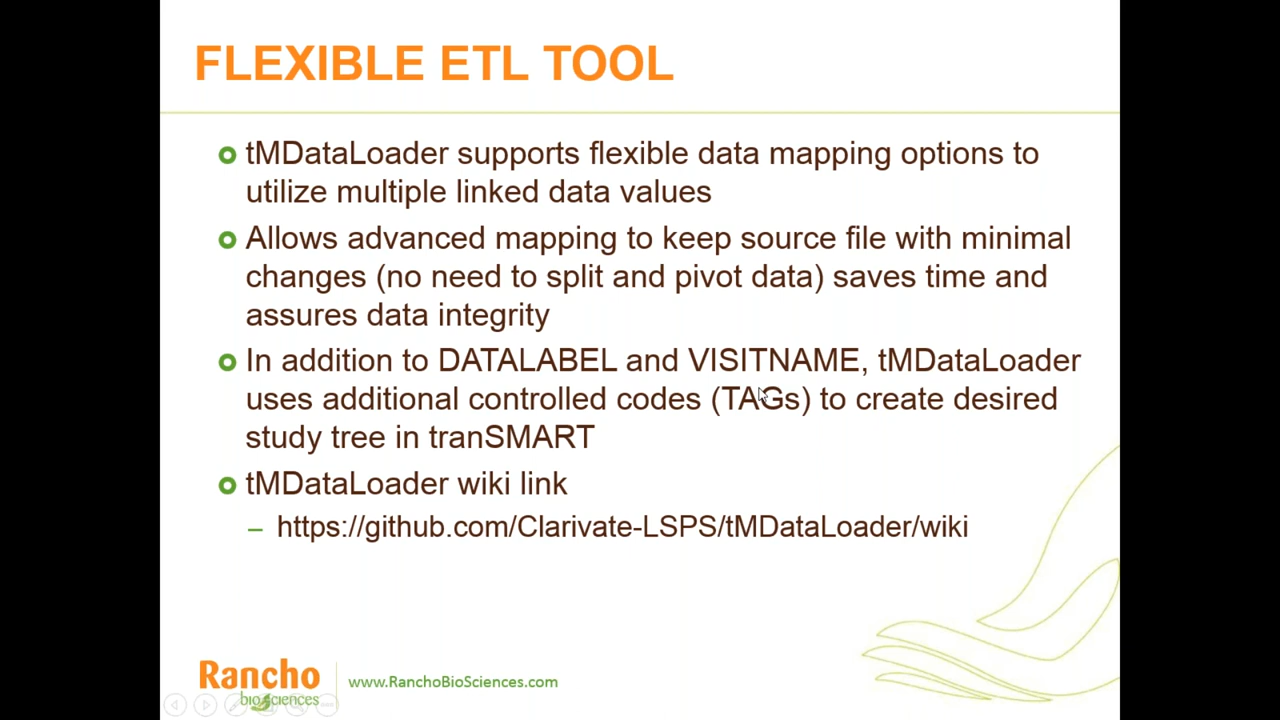 FLEXIBLE ETL TOOL
tMDataLoader supports flexible data mapping options to
utilize multiple linked data values
Allows advanced mapping to keep source file with minimal
changes (no need to split and pivot data) saves time and
assures data integrity
In addition to DATALABEL and VISITNAME, tMDataLoader
uses additional controlled codes (TAGs) to create desired
study tree in tranSMART
tMDataLoader wiki link
– https://github.com/Clarivate-LSPS/tMDataLoader/wiki
Rancho
biosciences
www.RanchoBioSciences.com